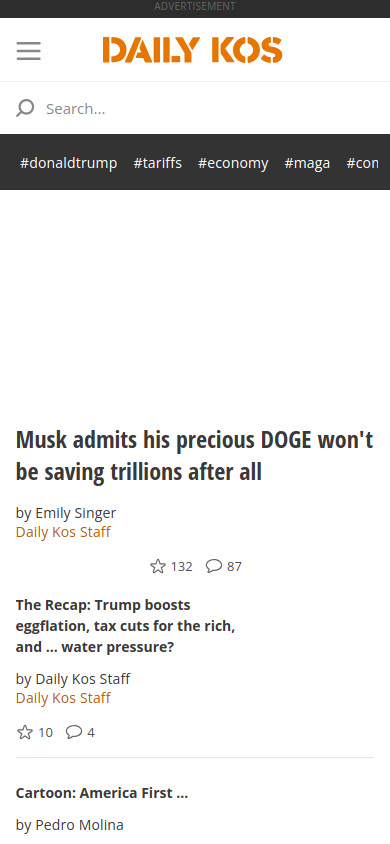 ADVERTISEMENT
DAILY KOS
Search...
#donaldtrump #tariffs #economy #maga #con
Musk admits his precious DOGE won't
be saving trillions after all
by Emily Singer
Daily Kos Staff
132 87
The Recap: Trump boosts
eggflation, tax cuts for the rich,
and ... water pressure?
by Daily Kos Staff
Daily Kos Staff
10 4
Cartoon: America First ...
by Pedro Molina